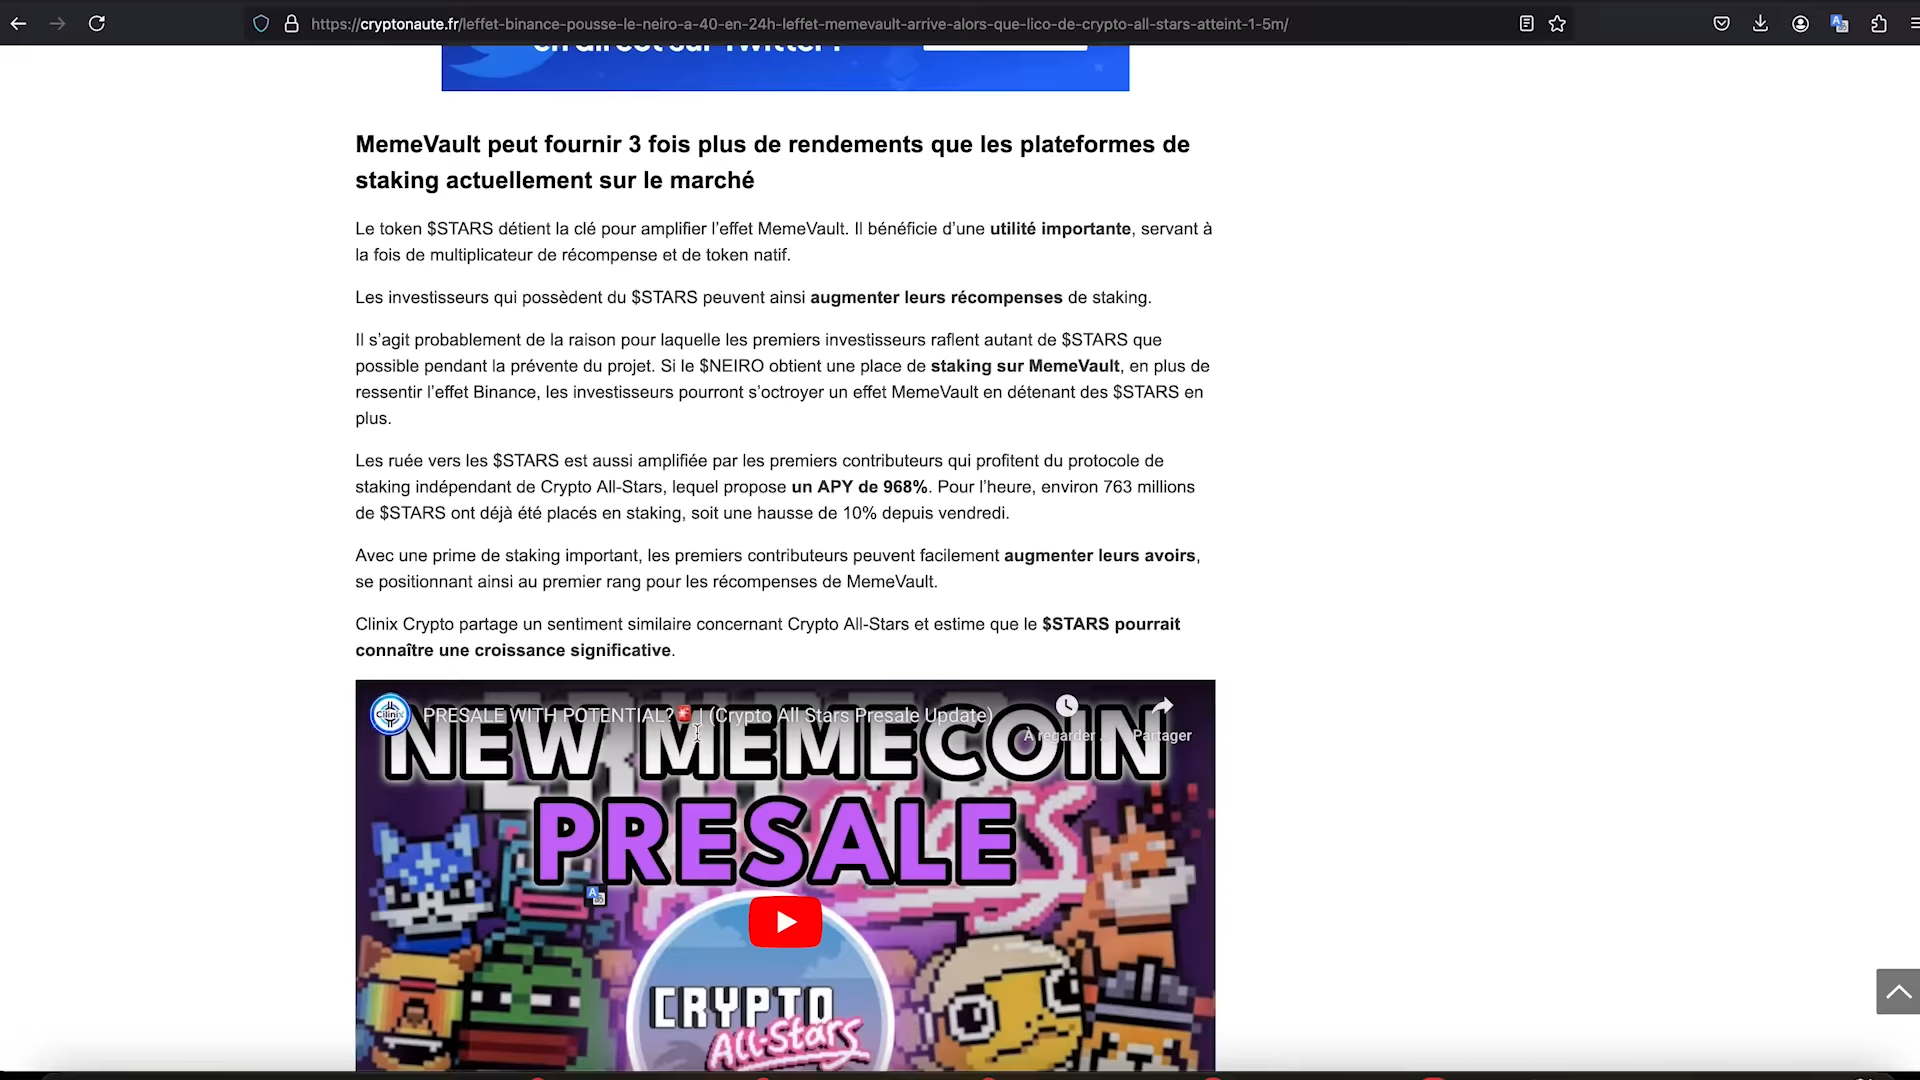 https://cryptonaute.fr/leffet-binance-pousse-le-neiro-a-40-en-24h-leffet-memevault-arrive-alors-que-lico-de-crypto-all-stars-atteint-1-5m/
en direct sur Twitter !
MemeVault peut fournir 3 fois plus de rendements que les plateformes de
staking actuellement sur le marché
Le token $STARS détient la clé pour amplifier l’effet MemeVault. Il bénéficie d’une utilité importante, servant à
la fois de multiplicateur de récompense et de token natif.
Les investisseurs qui possèdent du $STARS peuvent ainsi augmenter leurs récompenses de staking.
Il s’agit probablement de la raison pour laquelle les premiers investisseurs raflent autant de $STARS que
possible pendant la prévente du projet. Si le $NEIRO obtient une place de staking sur MemeVault, en plus de
ressentir l’effet Binance, les investisseurs pourront s’octroyer un effet MemeVault en détenant des $STARS en
plus.
Les ruée vers les $STARS est aussi amplifiée par les premiers contributeurs qui profitent du protocole de
staking indépendant de Crypto All-Stars, lequel propose un APY de 968%. Pour l’heure, environ 763 millions
de $STARS ont déjà été placés en staking, soit une hausse de 10% depuis vendredi.
Avec une prime de staking important, les premiers contributeurs peuvent facilement augmenter leurs avoirs,
se positionnant ainsi au premier rang pour les récompenses de MemeVault.
Clinix Crypto partage un sentiment similaire concernant Crypto All-Stars et estime que le $STARS pourrait
connaître une croissance significative.
Cilinix
PRESALE WITH POTENTIAL?🚨 | (Crypto All Stars Presale Update)
À regarder ...
Partager
NEW MEMECOIN
PRESALE
CRYPTO
All-Stars